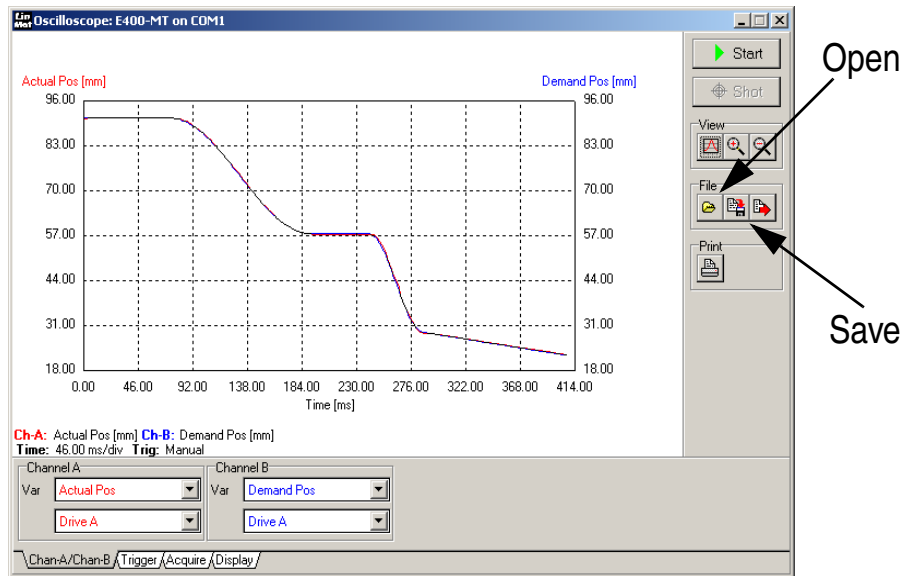 Lin Mot Oscilloscope: E400-MT on COM1
Start
Open
Shot
Actual Pos [mm]
Demand Pos [mm]
96.00
96.00
View
83.00
83.00
70.00
70.00
File
57.00
57.00
Print
44.00
44.00
31.00
31.00
Save
18.00
18.00
0.00 46.00 92.00 138.00 184.00 230.00 276.00 322.00 368.00 414.00
Time [ms]
Ch-A: Actual Pos [mm] Ch-B: Demand Pos [mm]
Time: 46.00 ms/div Trig: Manual
Channel A
Channel B
Var Actual Pos
Var Demand Pos
Drive A
Drive A
Chan-A/Chan-B Trigger Acquire Display